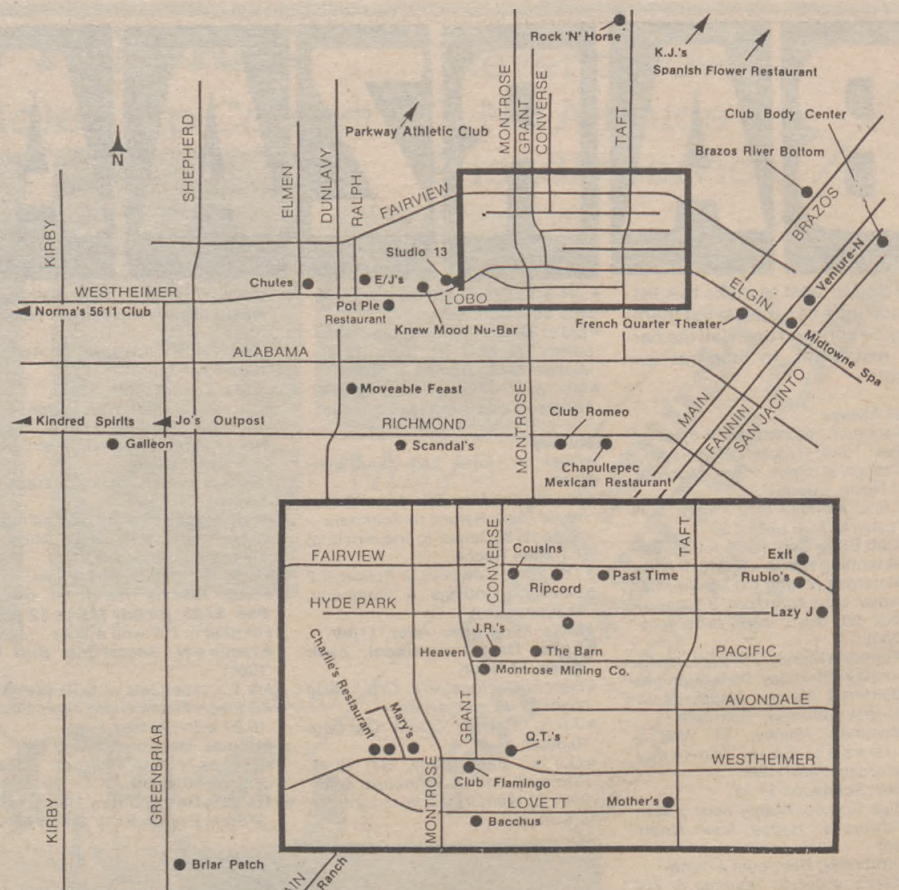 Rock 'N' Horse
K.J.'s
Spanish Flower Restaurant
MONTROSE
GRANT
CONVERSE
TAFT
Club Body Center
Parkway Athletic Club
Brazos River Bottom
N
SHEPHERD
ELMEN
DUNLAVY
RALPH
FAIRVIEW
BRAZOS
KIRBY
Studio 13
Venture-N
Chutes
E/J's
WESTHEIMER
LOBO
ELGIN
Norma's 5611 Club
Pot Pie
Restaurant
Knew Mood Nu-Bar
French Quarter Theater
Midtowne Spa
ALABAMA
Moveable Feast
MAIN
FANNIN
SAN JACINTO
Kindred Spirits
Jo's Outpost
RICHMOND
MONTROSE
Club Romeo
Galleon
Scandal's
Chapultepec
Mexican Restaurant
CONVERSE
TAFT
FAIRVIEW
Cousins
Exit
Ripcord
Past Time
Rubio's
HYDE PARK
Lazy J
J.R.'s
Heaven
The Barn
PACIFIC
Montrose Mining Co.
Charlie's Restaurant
Mary's
GRANT
AVONDALE
Q.T.'s
WESTHEIMER
Club Flamingo
MONTROSE
LOVETT
Mother's
Bacchus
KIRBY
GREENBRIAR
Briar Patch
AIN
Ranch